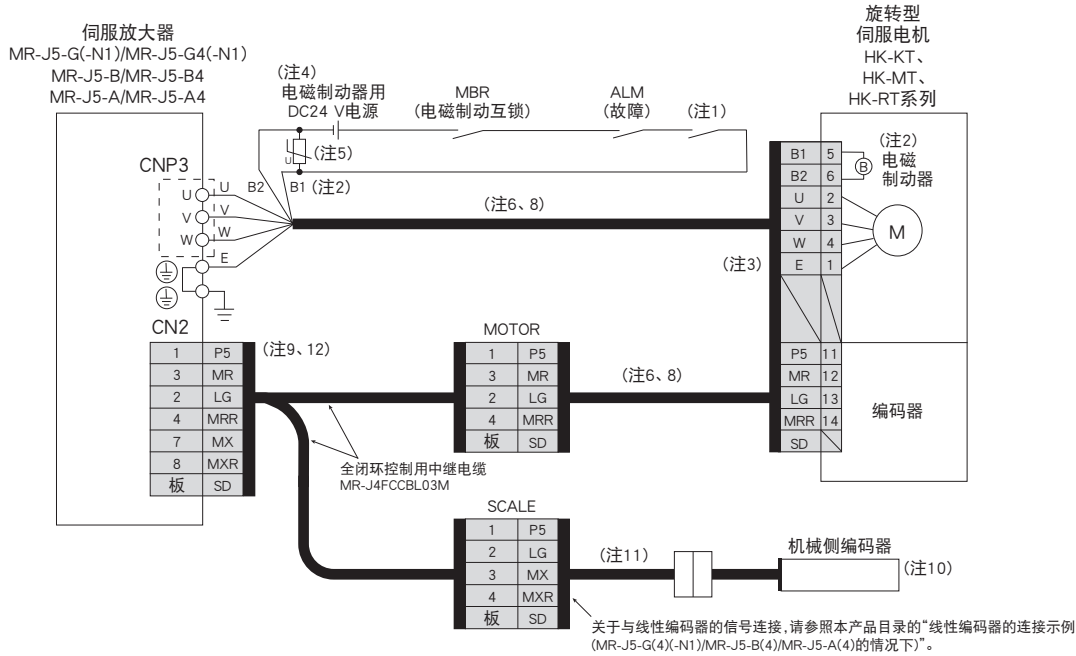 伺服放大器
MR-J5-G(-N1)/MR-J5-G4(-N1)
MR-J5-B/MR-J5-B4
MR-J5-A/MR-J5-A4
旋转型
伺服电机
HK-KT、
HK-MT、
HK-RT系列
(注4)
电磁制动器用
DC24 V电源
MBR
(电磁制动互锁)
ALM
(故障)
(注1)
U
(注5)
CNP3
B2
B1
(注2)
U
U
V
V
W
W
E
(注6、8)
(注3)
B1 5
B2 6
U 2
V 3
W 4
E 1
(注2)
电磁
制动器
B
M
CN2
1 P5
3 MR
2 LG
4 MRR
7 MX
8 MXR
板 SD
(注9、12)
MOTOR
1 P5
3 MR
2 LG
4 MRR
板 SD
(注6、8)
P5 11
MR 12
LG 13
MRR 14
SD
编码器
全闭环控制用中继电缆
MR-J4FCCBL03M
SCALE
1 P5
2 LG
3 MX
4 MXR
板 SD
(注11)
机械侧编码器
(注10)
关于与线性编码器的信号连接,请参照本产品目录的“线性编码器的连接示例
(MR-J5-G(4)(-N1)/MR-J5-B(4)/MR-J5-A(4)的情况下)”。